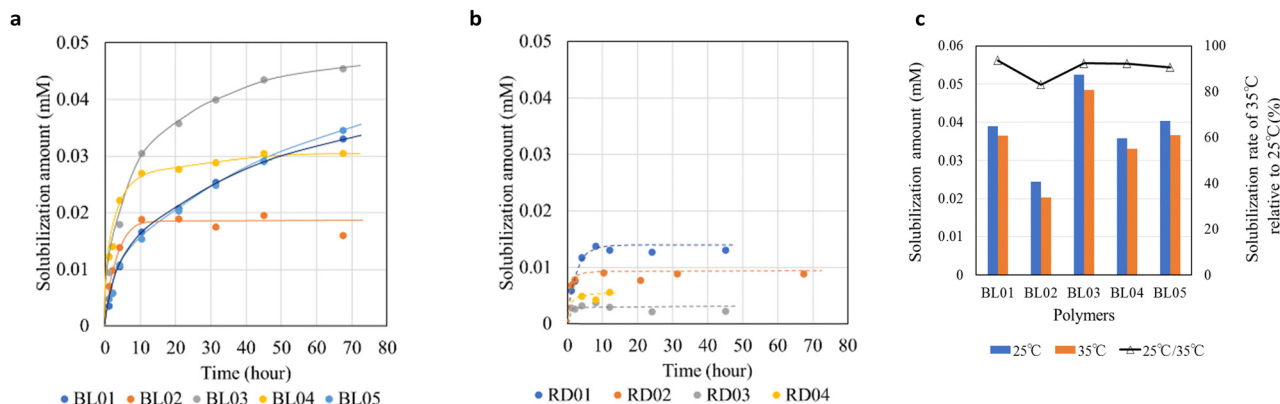 a
Solubilization amount (mM)
0.05
0.04
0.03
0.02
0.01
0
0 10 20 30 40 50 60 70 80
Time (hour)
BL01 BL02 BL03 BL04 BL05
b
Solubilization amount (mM)
0.05
0.04
0.03
0.02
0.01
0
0 10 20 30 40 50 60 70 80
Time (hour)
RD01 RD02 RD03 RD04
c
Solubilization amount (mM)
0.06
0.05
0.04
0.03
0.02
0.01
0
100
80
60
40
20
0
Solubilization rate of 35℃
relative to 25℃(%)
BL01 BL02 BL03 BL04 BL05
Polymers
25℃ 35℃ 25℃/35℃